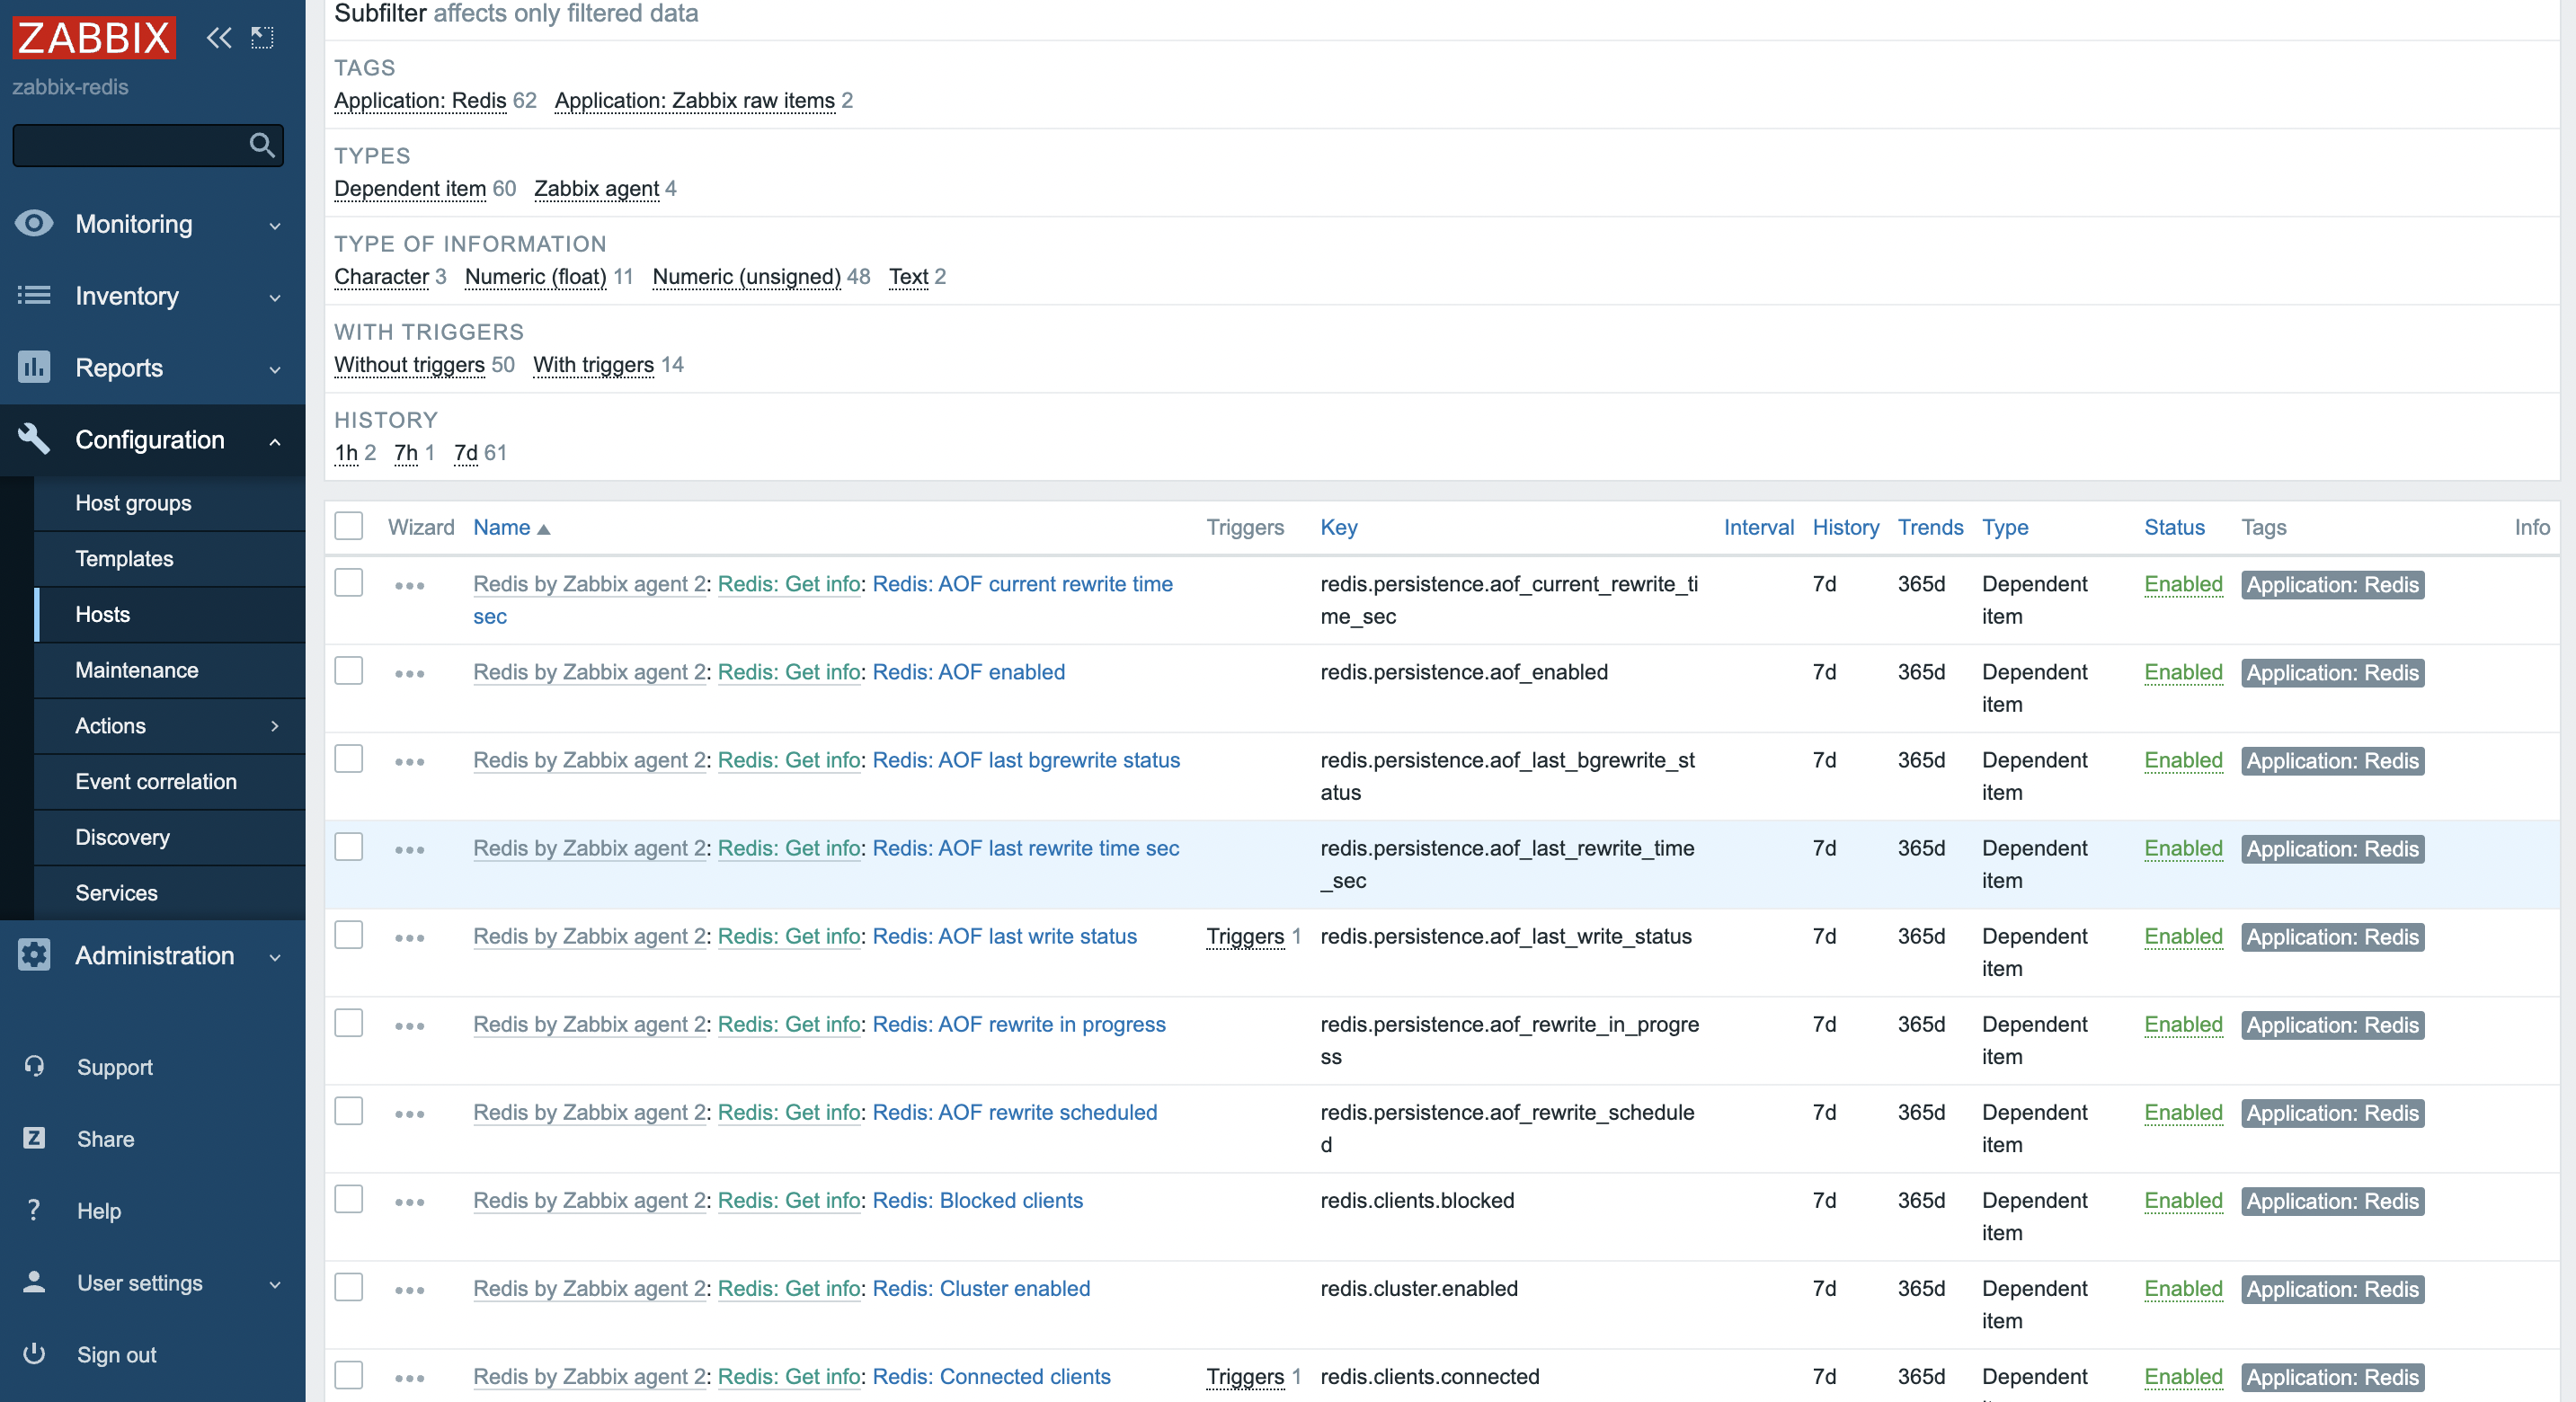 ZABBIX
zabbix-redis
Monitoring
Inventory
Reports
Configuration
Host groups
Templates
Hosts
Maintenance
Actions
Event correlation
Discovery
Services
Administration
Support
Z Share
? Help
User settings
Sign out
Subfilter affects only filtered data
TAGS
Application: Redis 62 Application: Zabbix raw items 2
TYPES
Dependent item 60 Zabbix agent 4
TYPE OF INFORMATION
Character 3 Numeric (float) 11 Numeric (unsigned) 48 Text 2
WITH TRIGGERS
Without triggers 50 With triggers 14
HISTORY
1h 2 7h 1 7d 61
Wizard Name Triggers Key Interval History Trends Type Status Tags Info
Redis by Zabbix agent 2: Redis: Get info: Redis: AOF current rewrite time redis.persistence.aof_current_rewrite_ti 7d 365d Dependent Enabled Application: Redis
sec me_sec item
Redis by Zabbix agent 2: Redis: Get info: Redis: AOF enabled redis.persistence.aof_enabled 7d 365d Dependent Enabled Application: Redis
item
Redis by Zabbix agent 2: Redis: Get info: Redis: AOF last bgrewrite status redis.persistence.aof_last_bgrewrite_st 7d 365d Dependent Enabled Application: Redis
atus item
Redis by Zabbix agent 2: Redis: Get info: Redis: AOF last rewrite time sec redis.persistence.aof_last_rewrite_time 7d 365d Dependent Enabled Application: Redis
_sec item
Redis by Zabbix agent 2: Redis: Get info: Redis: AOF last write status Triggers 1 redis.persistence.aof_last_write_status 7d 365d Dependent Enabled Application: Redis
item
Redis by Zabbix agent 2: Redis: Get info: Redis: AOF rewrite in progress redis.persistence.aof_rewrite_in_progre 7d 365d Dependent Enabled Application: Redis
ss item
Redis by Zabbix agent 2: Redis: Get info: Redis: AOF rewrite scheduled redis.persistence.aof_rewrite_schedule 7d 365d Dependent Enabled Application: Redis
d item
Redis by Zabbix agent 2: Redis: Get info: Redis: Blocked clients redis.clients.blocked 7d 365d Dependent Enabled Application: Redis
item
Redis by Zabbix agent 2: Redis: Get info: Redis: Cluster enabled redis.cluster.enabled 7d 365d Dependent Enabled Application: Redis
item
Redis by Zabbix agent 2: Redis: Get info: Redis: Connected clients Triggers 1 redis.clients.connected 7d 365d Dependent Enabled Application: Redis